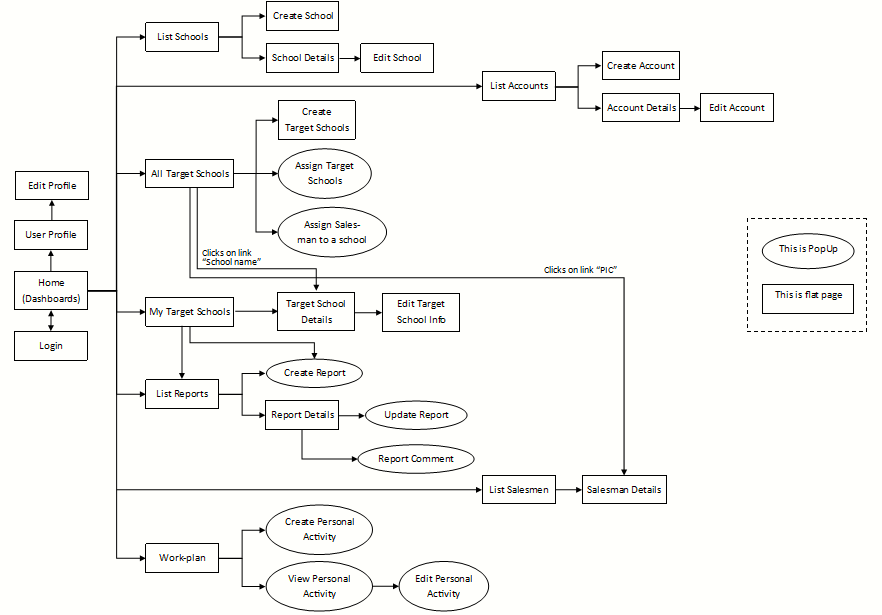 Create School
List Schools
School Details
Edit School
Create Account
List Accounts
Account Details
Edit Account
Create
Target Schools
All Target Schools
Assign Target
Schools
Assign Sales-
man to a school
Edit Profile
User Profile
Home
(Dashboards)
Login
Clicks on link
“School name”
Clicks on link “PIC”
This is PopUp
This is flat page
My Target Schools
Target School
Details
Edit Target
School Info
Create Report
List Reports
Report Details
Update Report
Report Comment
List Salesmen
Salesman Details
Create Personal
Activity
Work-plan
View Personal
Activity
Edit Personal
Activity